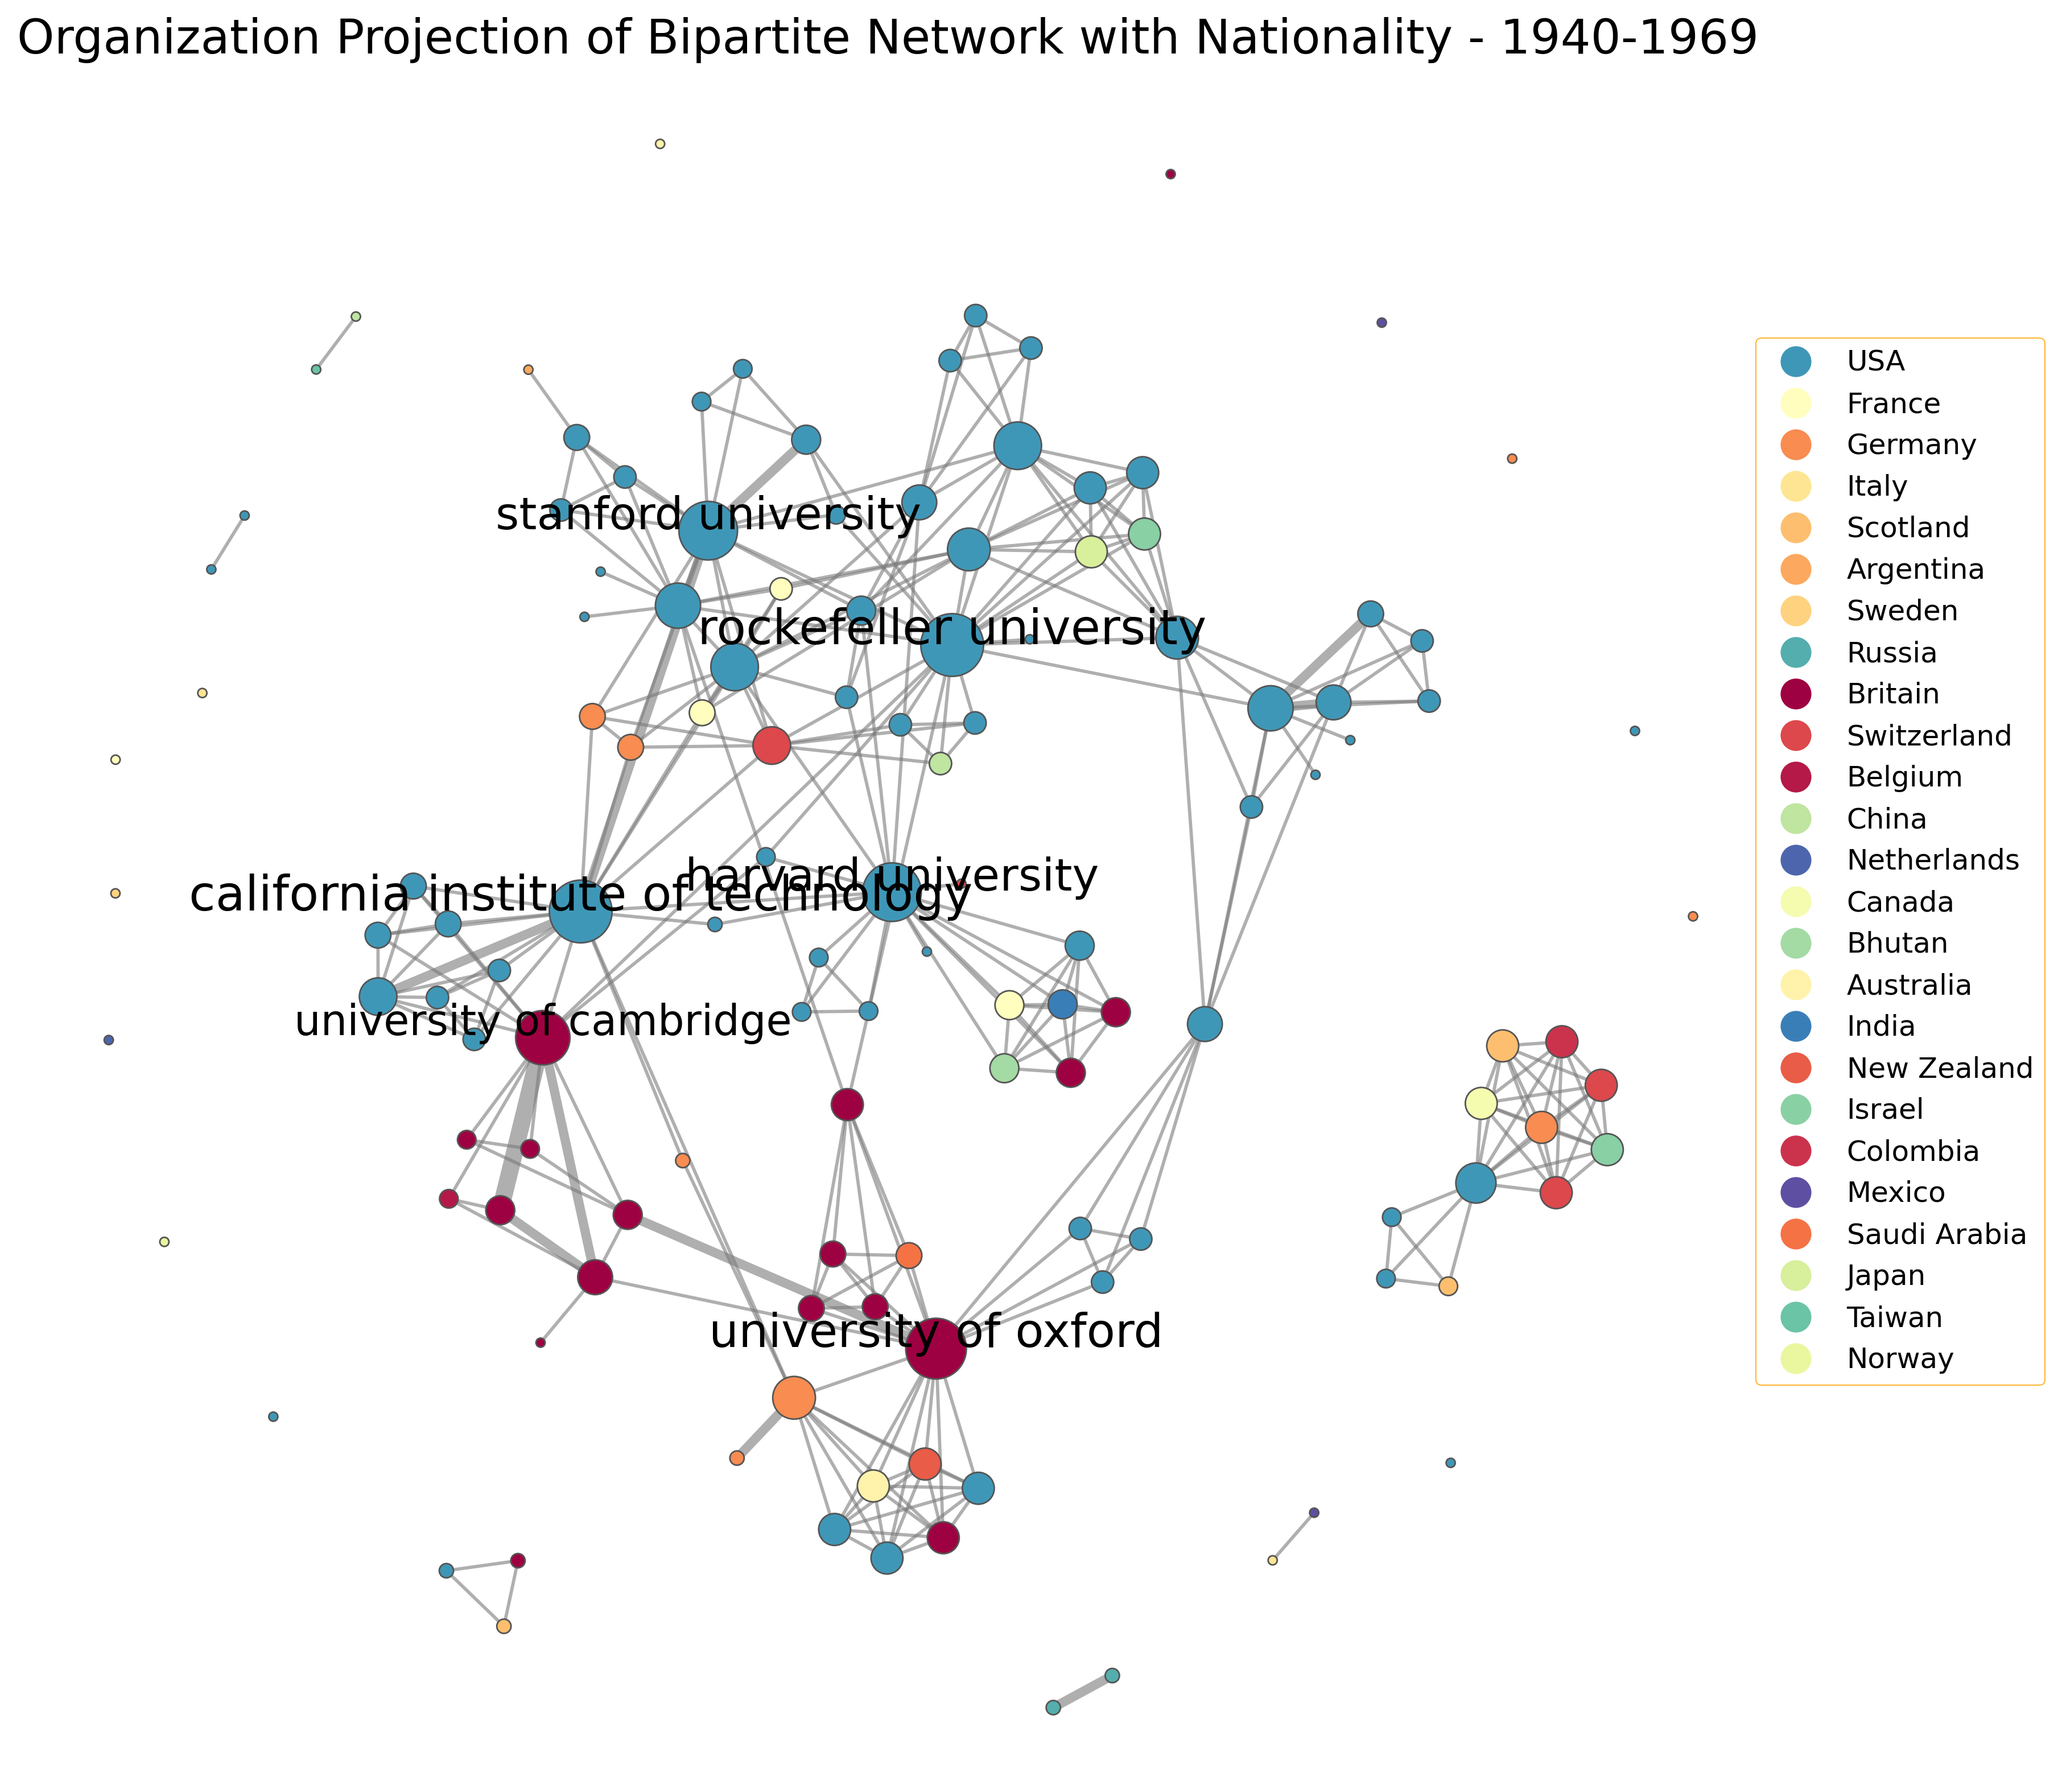 Organization Projection of Bipartite Network with Nationality - 1940-1969
stanford university
rockefeller university
harvard university
california institute of technology
university of cambridge
university of oxford
USA
France
Germany
Italy
Scotland
Argentina
Sweden
Russia
Britain
Switzerland
Belgium
China
Netherlands
Canada
Bhutan
Australia
India
New Zealand
Israel
Colombia
Mexico
Saudi Arabia
Japan
Taiwan
Norway